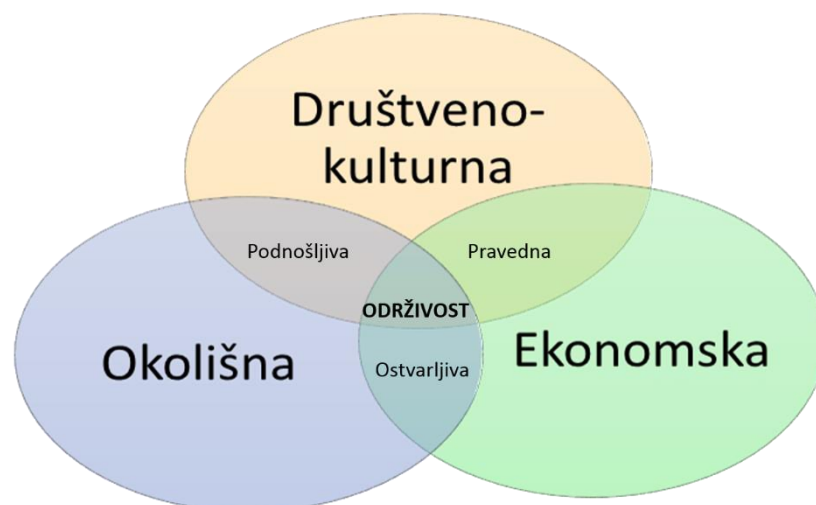 Društveno-
kulturna
Podnošljiva
Pravedna
ODRŽIVOST
Okolišna
Ostvarljiva
Ekonomska